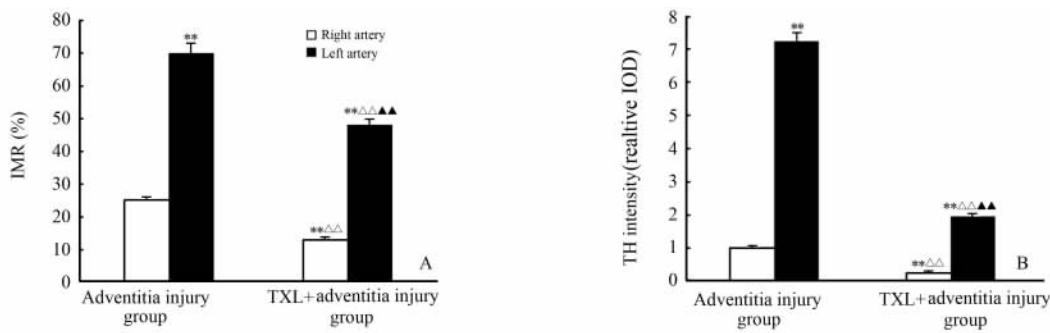 80
70
60
50
40
30
20
10
0
IMR (%)
**
Right artery
Left artery
**△△▲▲
**△△
A
Adventitia injury
group
TXL+adventitia injury
group
8
7
6
5
4
3
2
1
0
TH intensity(realtive IOD)
**
**△△▲▲
**△△
B
Adventitia injury
group
TXL+adventitia injury
group